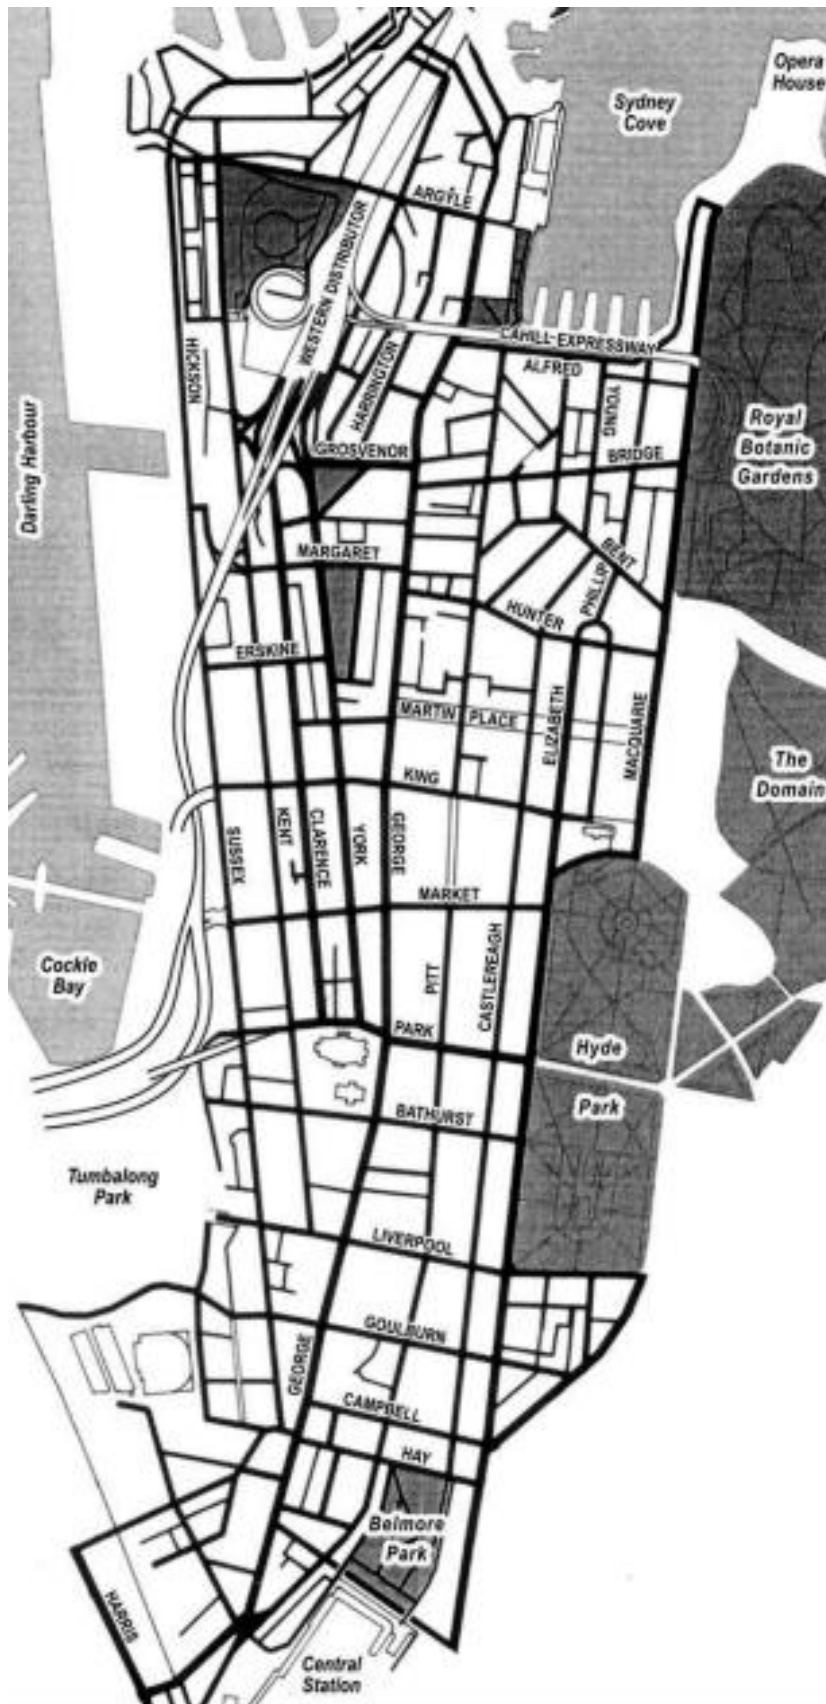 Opera
House
Sydney
Cove
ARGYLE
WESTERN DISTRIBUTOR
CAHILL EXPRESSWAY
ALFRED
HICKSON
HARRINGTON
YOUNG
Darling Harbour
Royal
Botanic
Gardens
GROSVENOR
BRIDGE
MARGARET
BENT
PHILLIP
HUNTER
ERSKINE
MARTIN PLACE
ELIZABETH
MACQUARIE
The
Domain
KING
SUSSEX
KENT
CLARENCE
YORK
GEORGE
MARKET
Cockle
Bay
PITT
CASTLEREAGH
PARK
Hyde
Park
BATHURST
Tumbalong
Park
LIVERPOOL
GOULBURN
GEORGE
CAMPBELL
HAY
Belmore
Park
HARRIS
Central
Station